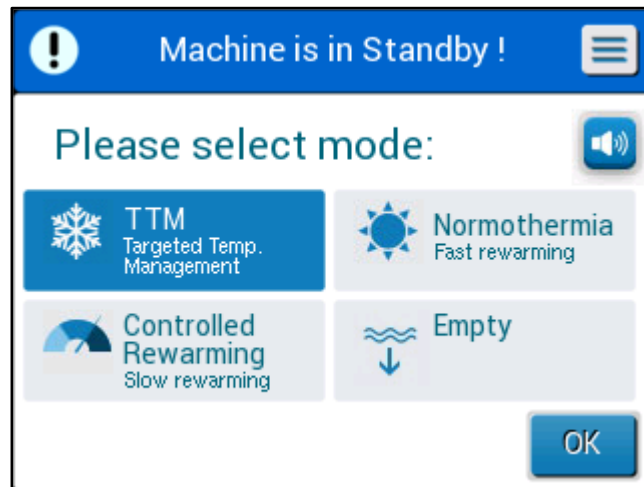 Machine is in Standby !
Please select mode:
TTM
Targeted Temp.
Management
Normothermia
Fast rewarming
Controlled
Rewarming
Slow rewarming
Empty
OK